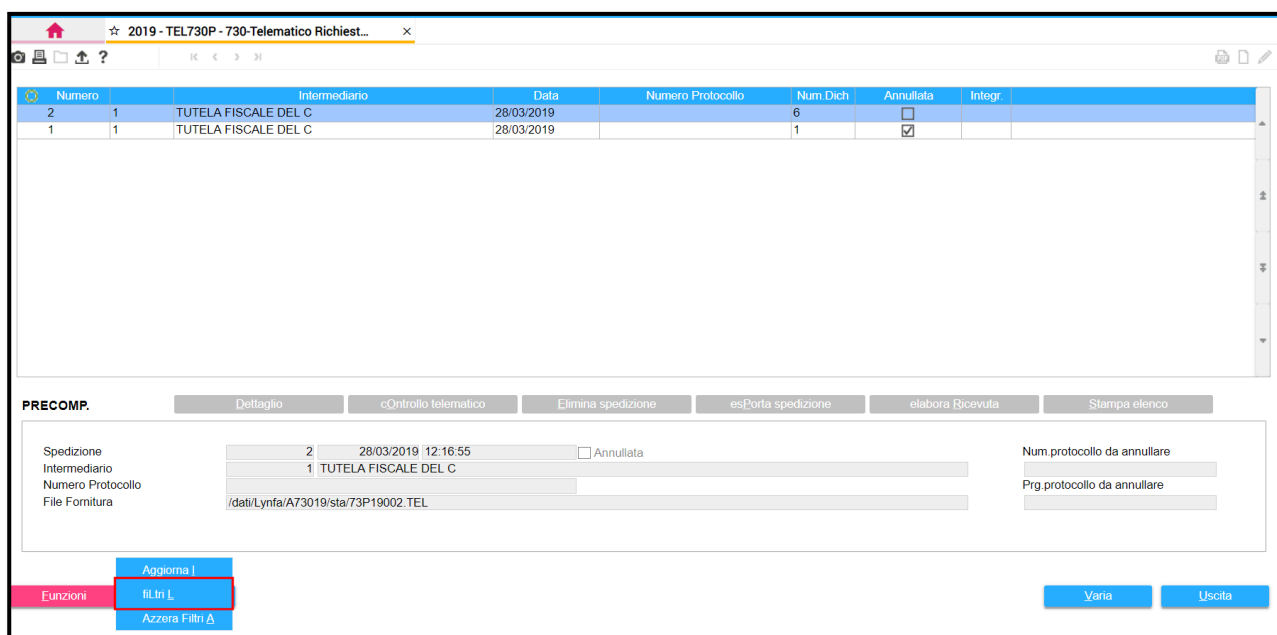 ☆ 2019 - TEL730P - 730-Telematico Richiest... ×
?
Numero Intermediario Data Numero Protocollo Num.Dich Annullata Integr.
2 1 TUTELA FISCALE DEL C 28/03/2019 6
1 1 TUTELA FISCALE DEL C 28/03/2019 1
PRECOMP. Dettaglio cOntrollo telematico Elimina spedizione esPorta spedizione elabora Ricevuta Stampa elenco
Spedizione 2 28/03/2019 12:16:55 Annullata Num.protocollo da annullare
Intermediario 1 TUTELA FISCALE DEL C
Numero Protocollo Prg.protocollo da annullare
File Fornitura /dati/Lynfa/A73019/sta/73P19002.TEL
Aggiorna I
Funzioni fiLtri L Varia Uscita
Azzera Filtri A